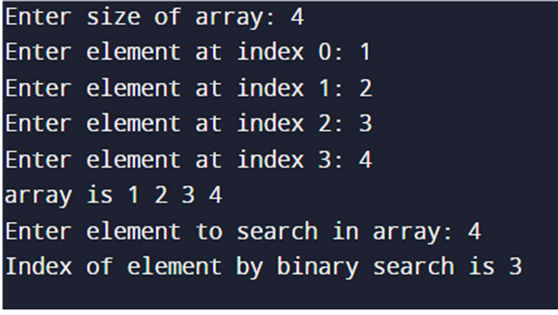 Enter size of array: 4
Enter element at index 0: 1
Enter element at index 1: 2
Enter element at index 2: 3
Enter element at index 3: 4
array is 1 2 3 4
Enter element to search in array: 4
Index of element by binary search is 3